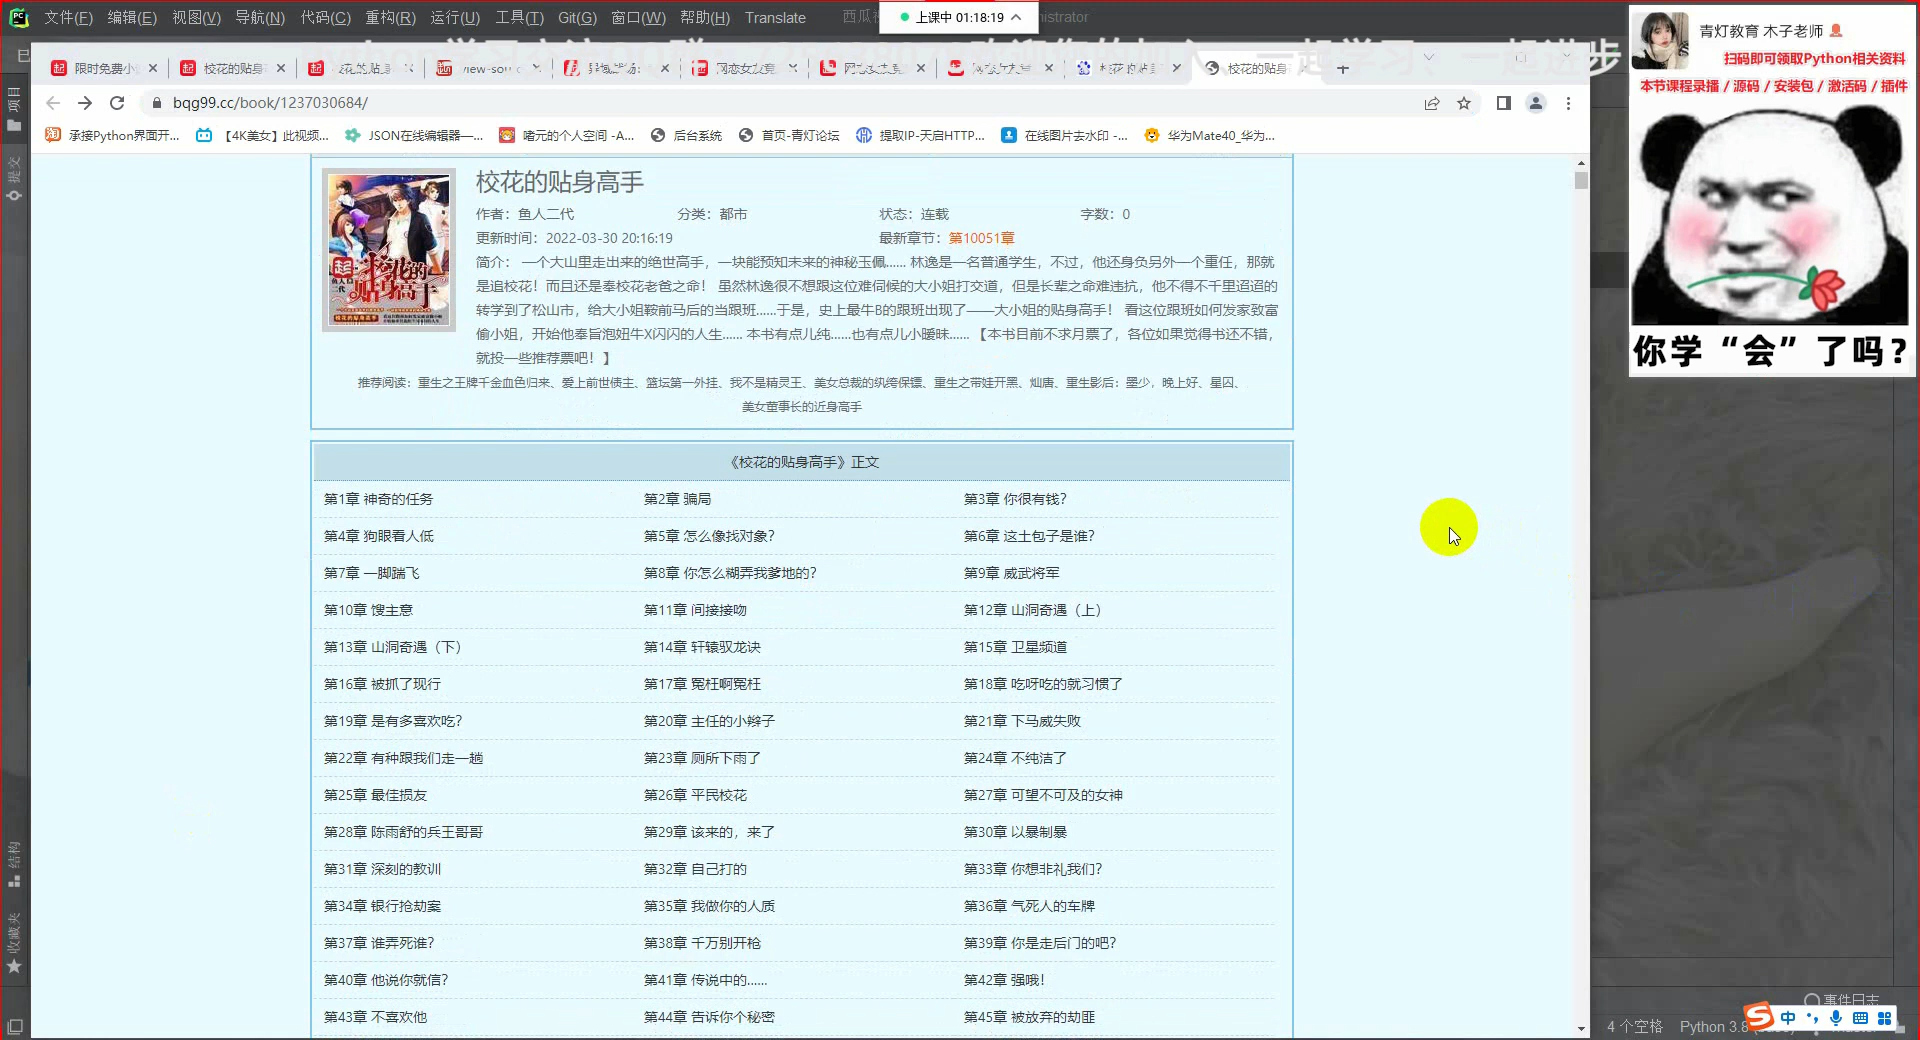 文件(F) 编辑(E) 视图(V) 导航(N) 代码(C) 重构(R) 运行(U) 工具(T) Git(G) 窗口(W) 帮助(H) Translate
上课中 01:18:19
青灯教育 木子老师
扫码即可领取Python相关资料
本节课程录播 / 源码 / 安装包 / 激活码 / 插件
你学“会”了吗?
限时免费小 校花的贴身 view-sou 校花的贴身
bqg99.cc/book/1237030684/
承接Python界面开... 【4K美女】此视频... JSON在线编辑器—... 啫元的个人空间 -A... 后台系统 首页-青灯论坛 提取IP-天启HTTP... 在线图片去水印 -... 华为Mate40_华为...
校花的贴身高手
作者：鱼人二代 分类：都市 状态：连载 字数：0
更新时间：2022-03-30 20:16:19 最新章节：第10051章
简介： 一个大山里走出来的绝世高手，一块能预知未来的神秘玉佩…… 林逸是一名普通学生，不过，他还身负另外一个重任，那就
是追校花！而且还是奉校花老爸之命！ 虽然林逸很不想跟这位难伺候的大小姐打交道，但是长辈之命难违抗，他不得不千里迢迢的
转学到了松山市，给大小姐鞍前马后的当跟班……于是，史上最牛B的跟班出现了——大小姐的贴身高手！ 看这位跟班如何发家致富
偷小姐，开始他奉旨泡妞牛X闪闪的人生…… 本书有点儿纯……也有点儿小暧昧…… 【本书目前不求月票了，各位如果觉得书还不错，
就投一些推荐票吧！】
推荐阅读：重生之王牌千金血色归来、爱上前世债主、篮坛第一外挂、我不是精灵王、美女总裁的纨绔保镖、重生之带娃开黑、灿唐、重生影后：墨少，晚上好、星囚、
美女董事长的近身高手
《校花的贴身高手》正文
第1章 神奇的任务 第2章 骗局 第3章 你很有钱?
第4章 狗眼看人低 第5章 怎么像找对象? 第6章 这土包子是谁?
第7章 一脚踹飞 第8章 你怎么糊弄我爹地的? 第9章 威武将军
第10章 馊主意 第11章 间接接吻 第12章 山洞奇遇（上）
第13章 山洞奇遇（下） 第14章 轩辕驭龙诀 第15章 卫星频道
第16章 被抓了现行 第17章 冤枉啊冤枉 第18章 吃呀吃的就习惯了
第19章 是有多喜欢吃? 第20章 主任的小辫子 第21章 下马威失败
第22章 有种跟我们走一趟 第23章 厕所下雨了 第24章 不纯洁了
第25章 最佳损友 第26章 平民校花 第27章 可望不可及的女神
第28章 陈雨舒的兵王哥哥 第29章 该来的，来了 第30章 以暴制暴
第31章 深刻的教训 第32章 自己打的 第33章 你想非礼我们?
第34章 银行抢劫案 第35章 我做你的人质 第36章 气死人的车牌
第37章 谁弄死谁? 第38章 千万别开枪 第39章 你是走后门的吧?
第40章 他说你就信? 第41章 传说中的…… 第42章 强哦!
第43章 不喜欢他 第44章 告诉你个秘密 第45章 被放弃的劫匪
项目
提交
结构
收藏夹
事件日志
中
4 个空格 Python 3.8